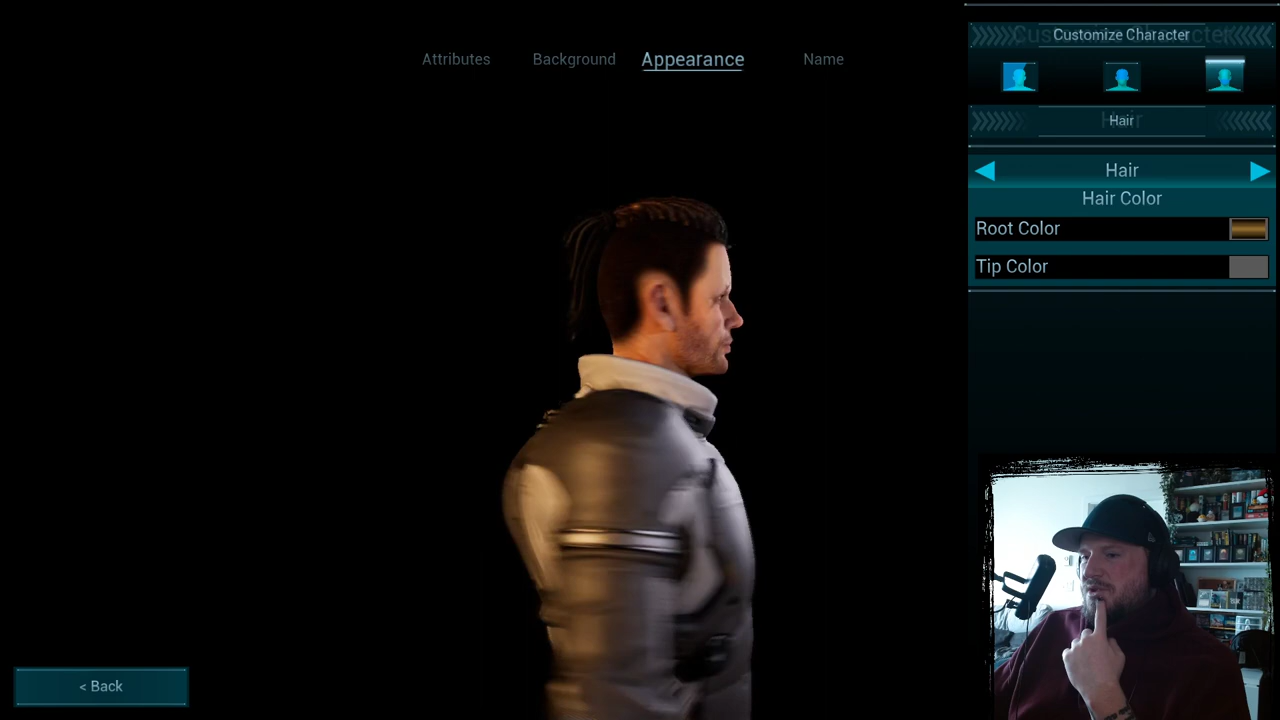 Customize Character
Attributes
Background
Appearance
Name
Hair
Hair
Hair Color
Root Color
Tip Color
< Back